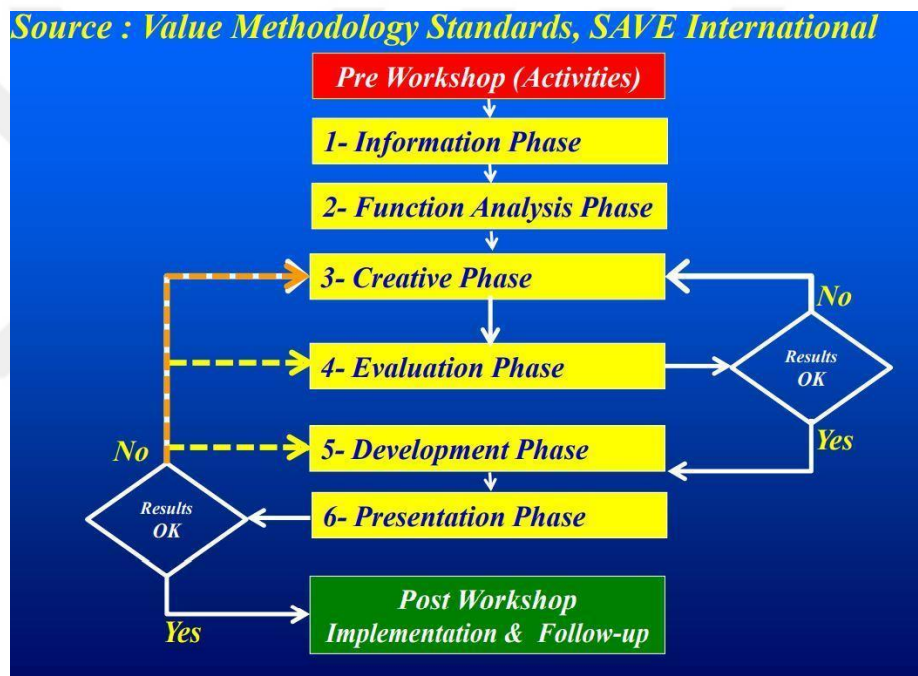 Source : Value Methodology Standards, SAVE International
Pre Workshop (Activities)
1- Information Phase
2- Function Analysis Phase
3- Creative Phase
No
Results
OK
4- Evaluation Phase
Yes
No
5- Development Phase
Results
OK
6- Presentation Phase
Post Workshop
Implementation & Follow-up
Yes